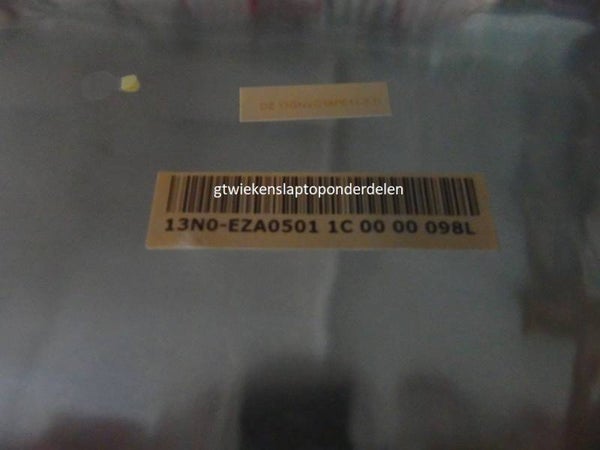 gtwiekenslaptoponderdelen
13N0-EZA0501 1C 00 00 098L